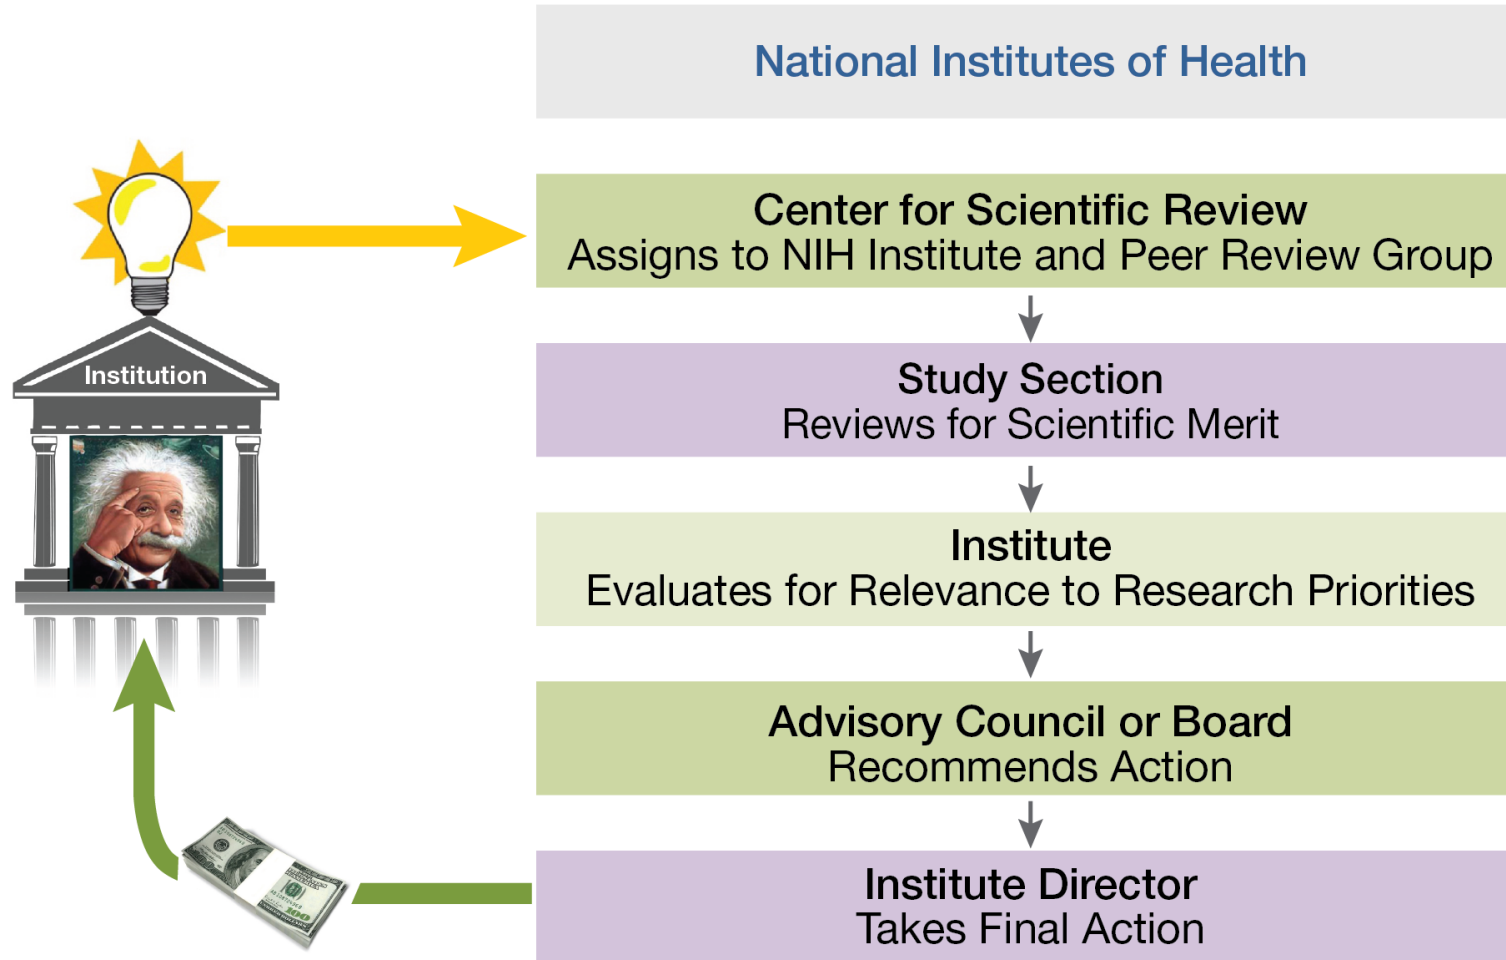 National Institutes of Health
Center for Scientific Review
Assigns to NIH Institute and Peer Review Group
Institution
Study Section
Reviews for Scientific Merit
Institute
Evaluates for Relevance to Research Priorities
Advisory Council or Board
Recommends Action
Institute Director
Takes Final Action
100